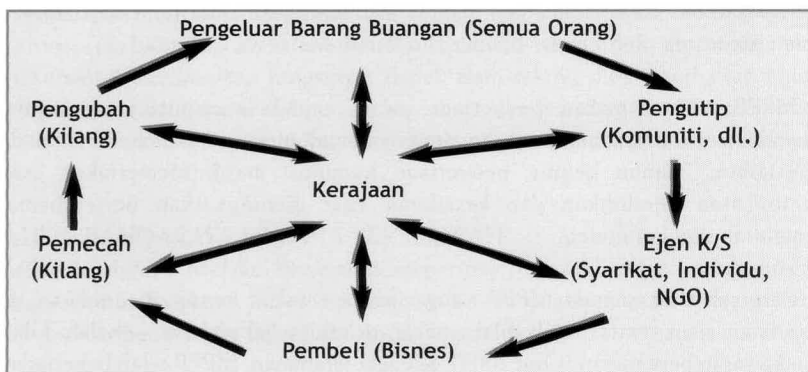 Pengeluar Barang Buangan (Semua Orang)
Pengubah
(Kilang)
Pengutip
(Komuniti, dll.)
Kerajaan
Pemecah
(Kilang)
Ejen K/S
(Syarikat, Individu,
NGO)
Pembeli (Bisnes)